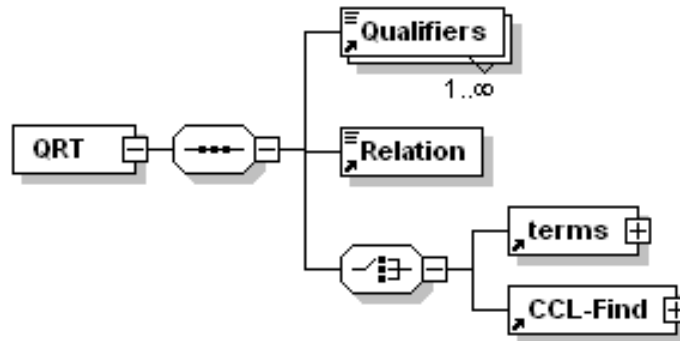 Qualifiers
1..∞
QRT
Relation
terms
CCL-Find